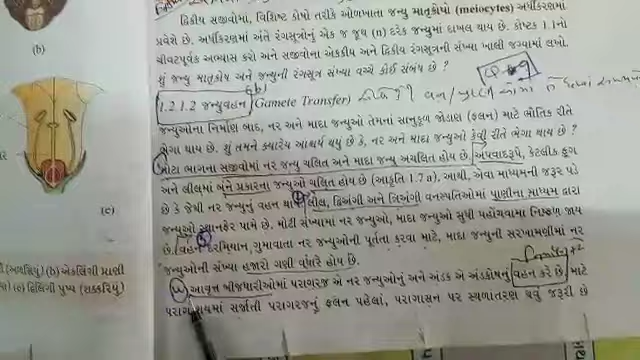 દ્વિકીય સજીવોમાં, વિશિષ્ટ કોષો તરીકે ઓળખાતા જન્યુ માતૃકોષો (meiocytes) અર્ધીકરણમાં
પ્રવેશે છે. અર્ધીકરણમાં અંતે રંગસૂત્રોનું એક જ જૂથ (n) દરેક જન્યુમાં દાખલ થાય છે. કોષ્ટક 1.1નો
ચીવટપૂર્વક અભ્યાસ કરો અને સજીવોના એકકીય અને દ્વિકીય રંગસૂત્રની સંખ્યા ખાલી જગ્યામાં લખો.
શું જન્યુ માતૃકોષ અને જન્યુની રંગસૂત્ર સંખ્યા વચ્ચે કોઈ સંબંધ છે ?
(b)
1.2.1.2 જન્યુવહન (Gamete Transfer)
જન્યુઓના નિર્માણ બાદ, નર અને માદા જન્યુઓ તેમનાં સાનુકૂળ જોડાણ (ફલન) માટે ભૌતિક રીતે
ભેગા થાય છે. શું તમને ક્યારેય આશ્ચર્ય થયું છે કે, નર અને માદા જન્યુઓ કેવી રીતે ભેગા થાય છે ?
મોટા ભાગના સજીવોમાં નર જન્યુ ચલિત અને માદા જન્યુ અચલિત હોય છે. અપવાદરૂપે, કેટલીક ફૂગ
અને લીલમાં બંને પ્રકારના જન્યુઓ ચલિત હોય છે (આકૃતિ 1.7a). આથી, એવા માધ્યમની જરૂર પડે
છે કે જેથી નર જન્યુનું વહન થાય લીલ, દ્વિઅંગી અને ત્રિઅંગી વનસ્પતિઓમાં પાણીના માધ્યમ દ્વારા
જન્યુઓ સ્થાનફેર પામે છે. મોટી સંખ્યામાં નર જન્યુઓ, માદા જન્યુઓ સુધી પહોંચવામાં નિષ્ફળ જાય
(c)
છે. વહન દરમિયાન, ગુમાવાતા નર જન્યુઓની પૂર્તતા કરવા માટે, માદા જન્યુની સરખામણીમાં નર
જન્યુઓની સંખ્યા હજારો ગણી વધારે હોય છે.
(b) એકલિંગી પ્રાણી
(c) દ્વિલિંગી પુષ્પ (શક્કરિયું)
આવૃત બીજધારીઓમાં પરાગરજ એ નર જન્યુઓનું અને અંડક એ અંડકોષનું વહન કરે છે. માટે
સર્જાતી પરાગરજનું ફલન પહેલાં, પરાગાસન પર સ્થળાંતરણ થવું જરૂરી છે